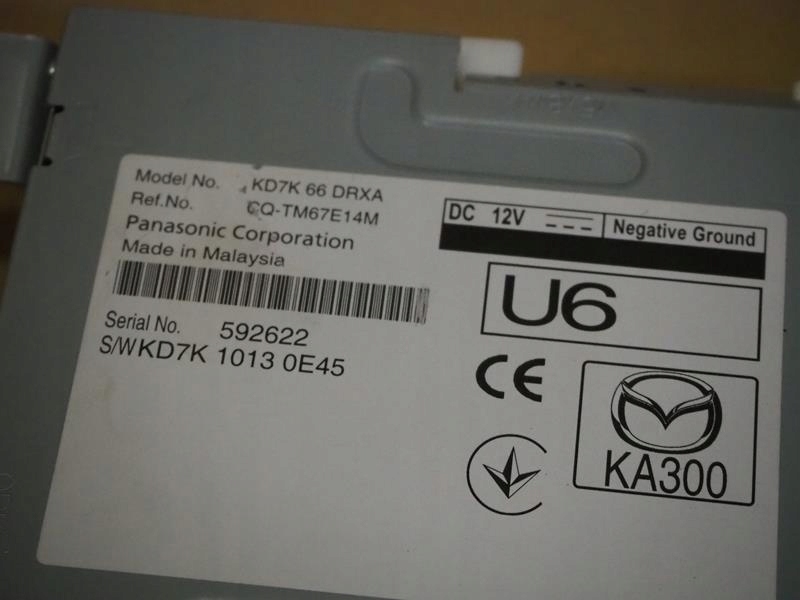 Model No. KD7K 66 DRXA
Ref.No. CQ-TM67E14M
Panasonic Corporation
Made in Malaysia
Serial No. 592622
S/WKD7K 1013 0E45
DC 12V
Negative Ground
U6
CE
KA300